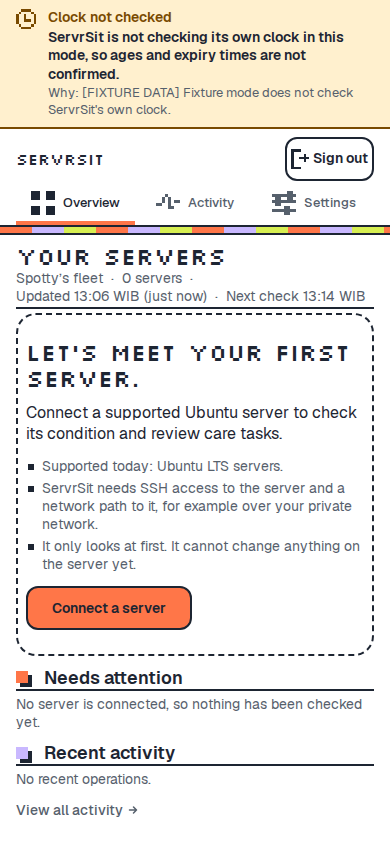 Clock not checked
ServrSit is not checking its own clock in this
mode, so ages and expiry times are not
confirmed.
Why: [FIXTURE DATA] Fixture mode does not check
ServrSit's own clock.
SERVRSIT
Sign out
Overview
Activity
Settings
YOUR SERVERS
Spotty's fleet · 0 servers ·
Updated 13:06 WIB (just now) · Next check 13:14 WIB
LET'S MEET YOUR FIRST
SERVER.
Connect a supported Ubuntu server to check
its condition and review care tasks.
Supported today: Ubuntu LTS servers.
ServrSit needs SSH access to the server and a
network path to it, for example over your private
network.
It only looks at first. It cannot change anything on
the server yet.
Connect a server
Needs attention
No server is connected, so nothing has been checked
yet.
Recent activity
No recent operations.
View all activity →